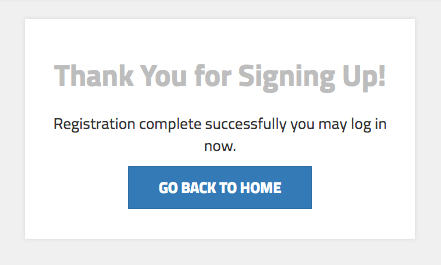 Thank You for Signing Up!
Registration complete successfully you may log in
now.
GO BACK TO HOME